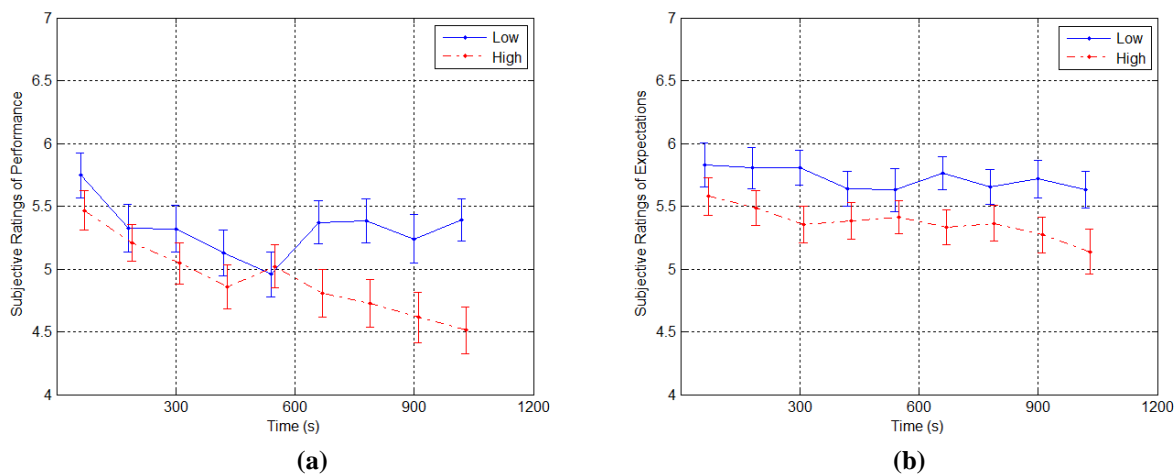 7
6.5
6
5.5
5
4.5
4
300
600
900
1200
Subjective Ratings of Performance
Time (s)
Low
High
(a)
7
6.5
6
5.5
5
4.5
4
300
600
900
1200
Subjective Ratings of Expectations
Time (s)
Low
High
(b)